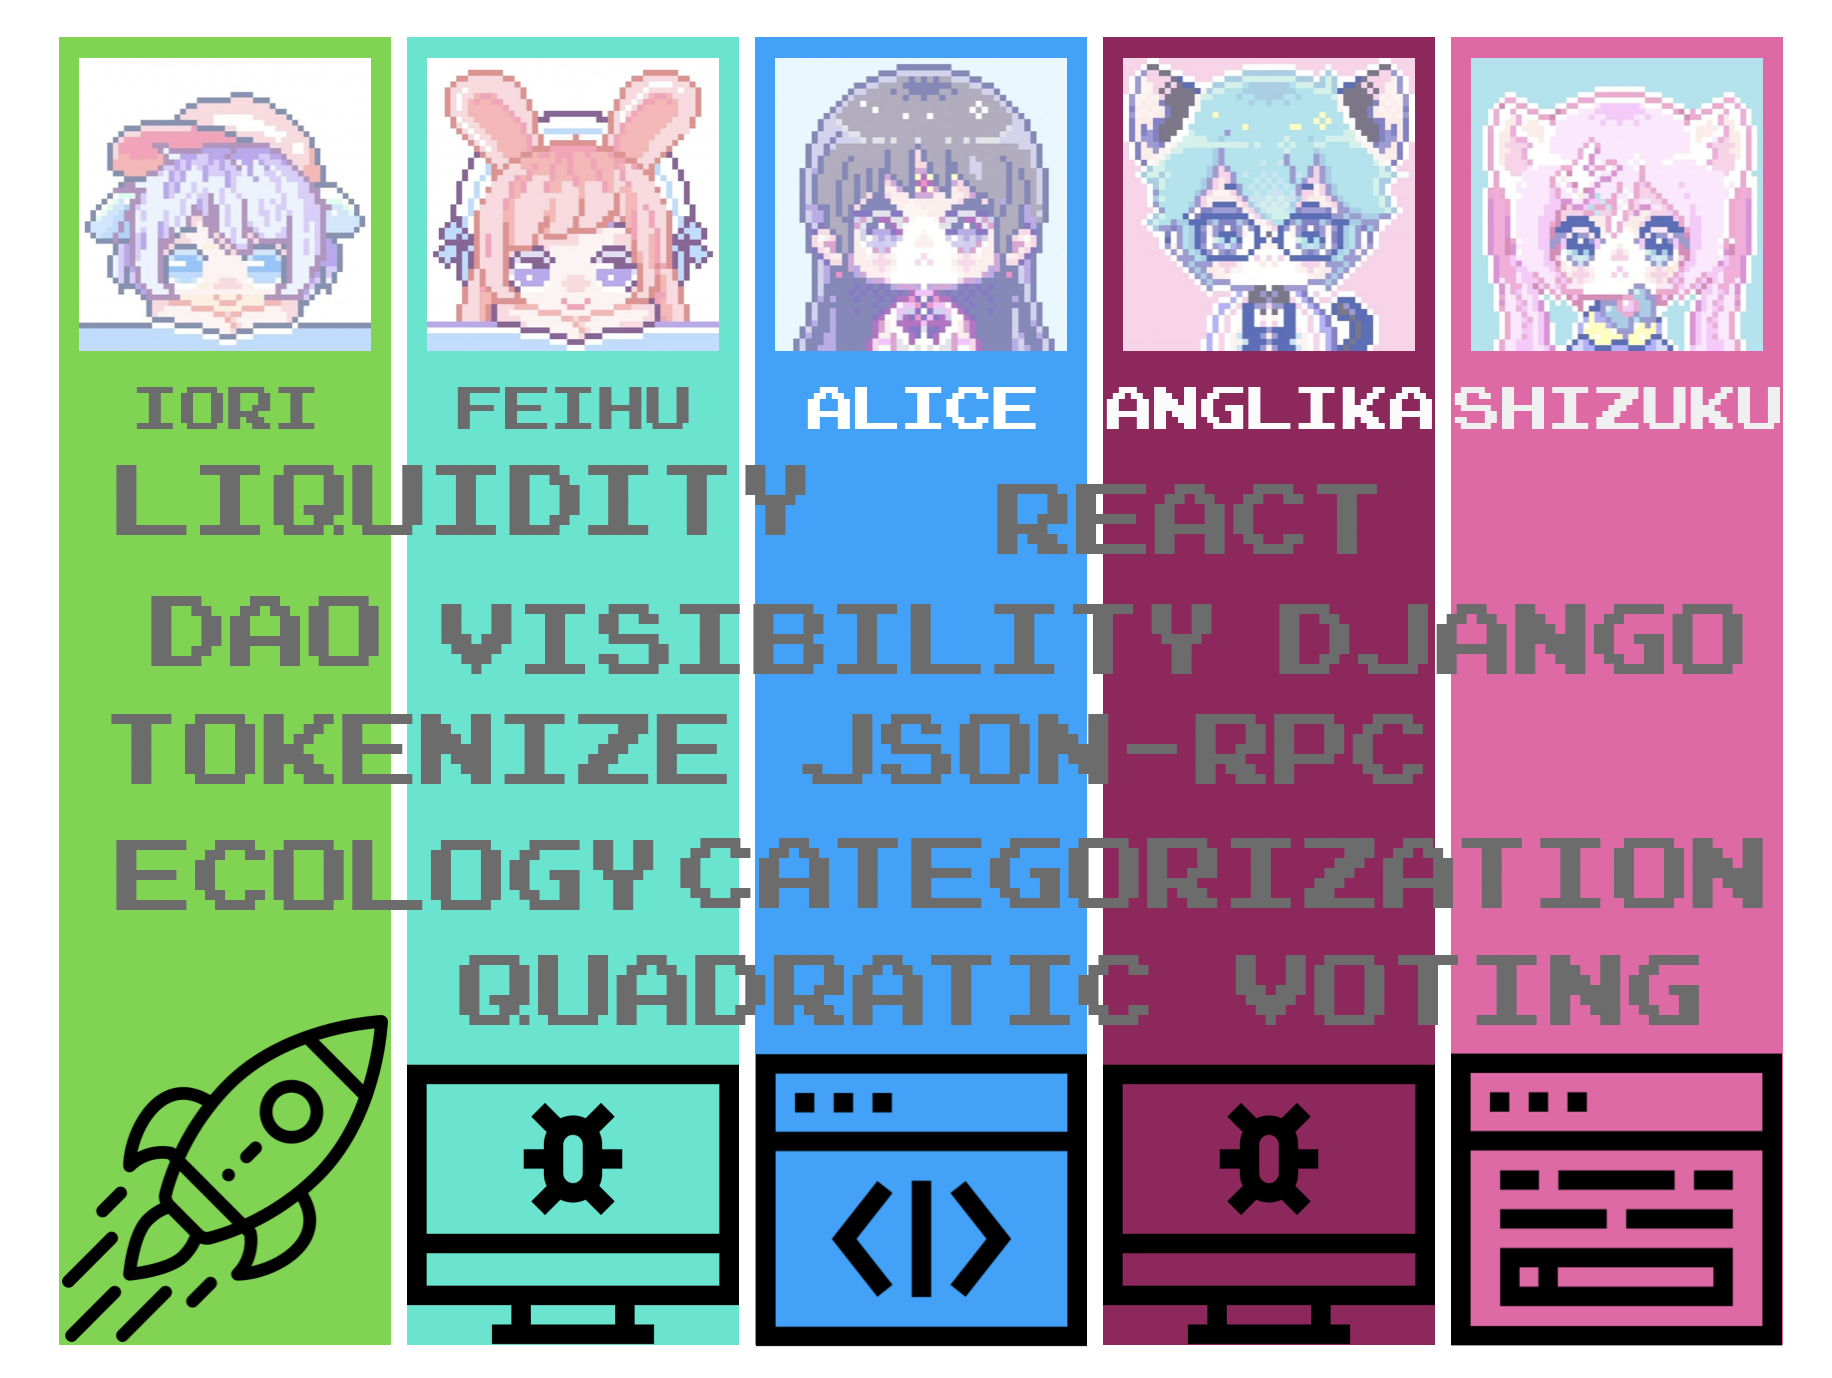 IORI FEIHU ALICE ANGLIKA SHIZUKU
LIQUIDITY REACT
DAO VISIBILITY DJANGO
TOKENIZE JSON-RPC
ECOLOGY CATEGORIZATION
QUADRATIC VOTING